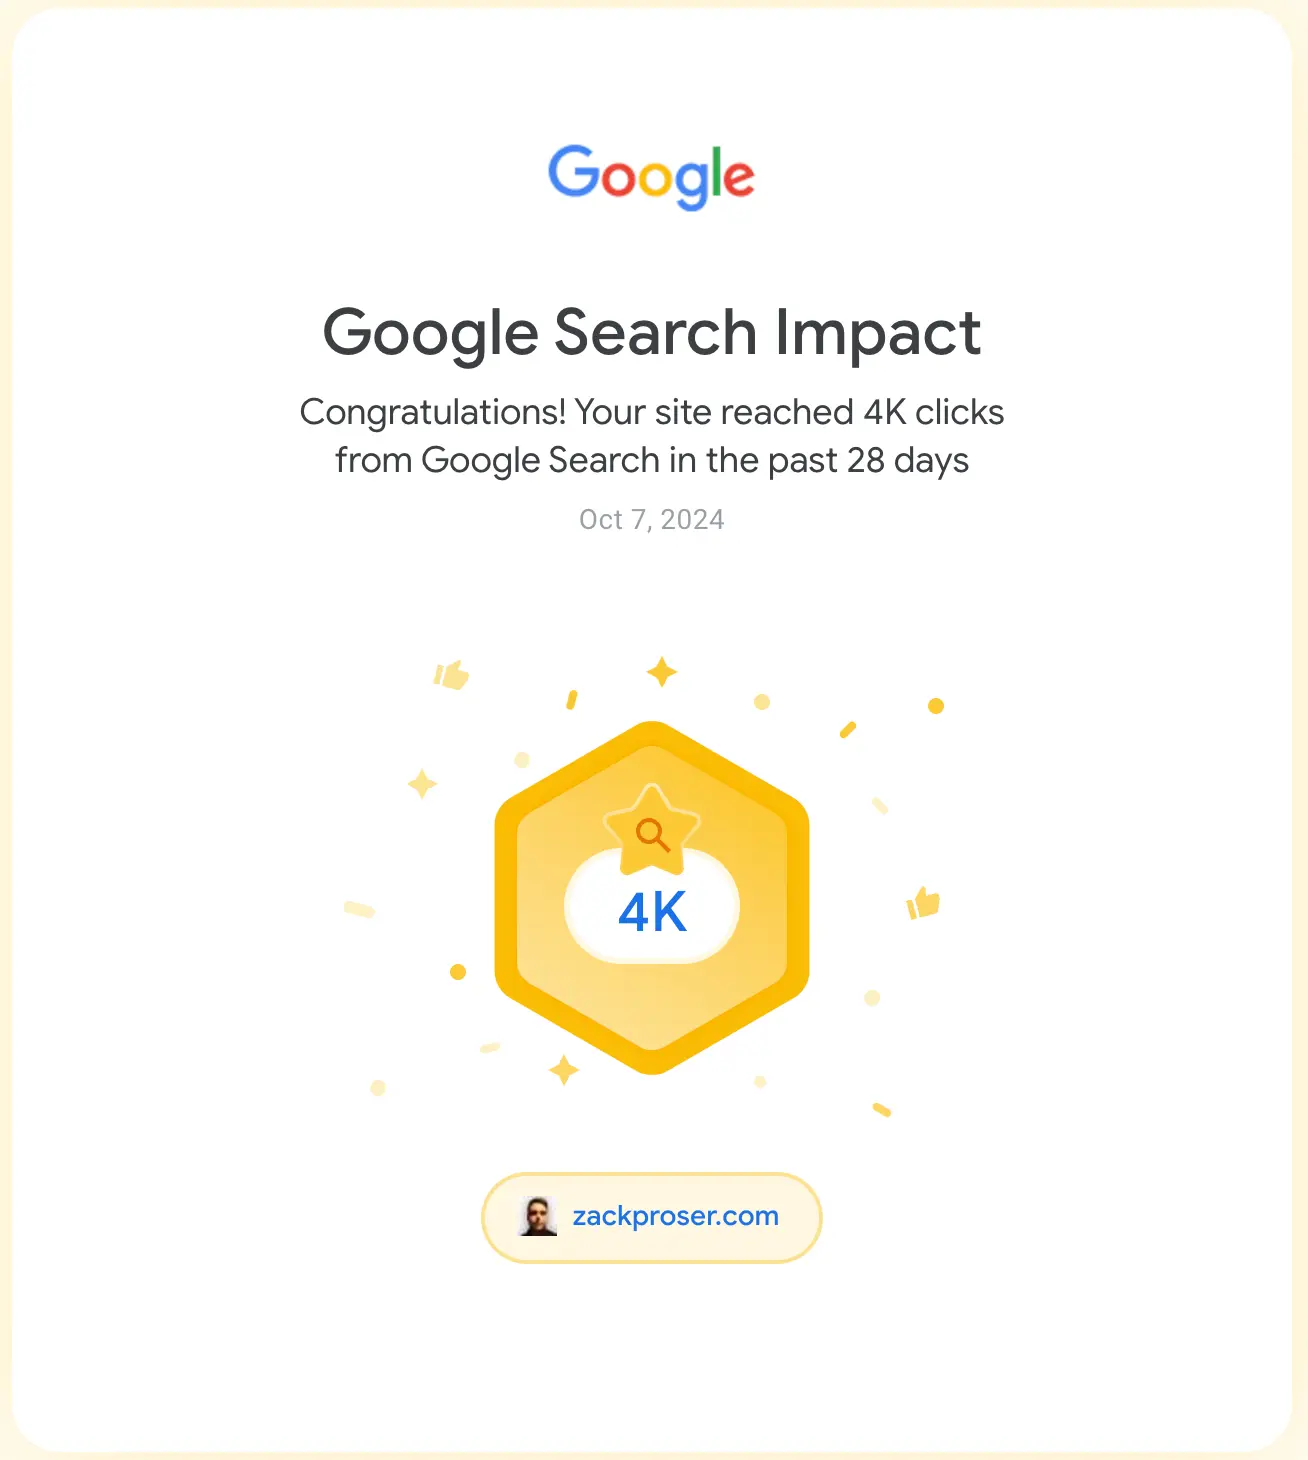 Google
Google Search Impact
Congratulations! Your site reached 4K clicks
from Google Search in the past 28 days
Oct 7, 2024
4K
zackproser.com